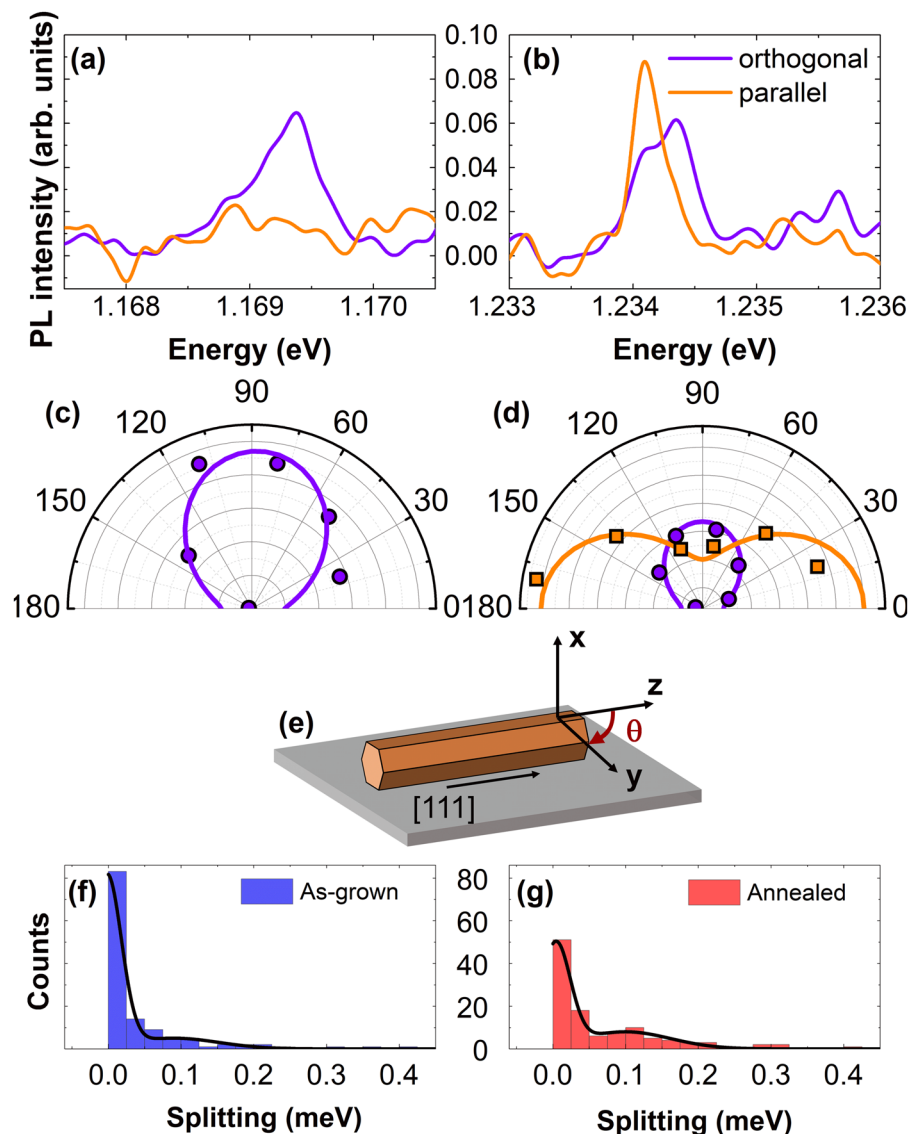 (a)
PL intensity (arb. units)
1.168 1.169 1.170
Energy (eV)
(b)
orthogonal
parallel
0.10
0.08
0.06
0.04
0.02
0.00
1.233 1.234 1.235 1.236
Energy (eV)
(c)
90
120 60
150 30
180 0
(d)
90
120 60
150 30
180 0
(e)
x
z
θ
y
[111]
(f)
As-grown
Counts
80
60
40
20
0
0.0 0.1 0.2 0.3 0.4
Splitting (meV)
(g)
Annealed
0.0 0.1 0.2 0.3 0.4
Splitting (meV)